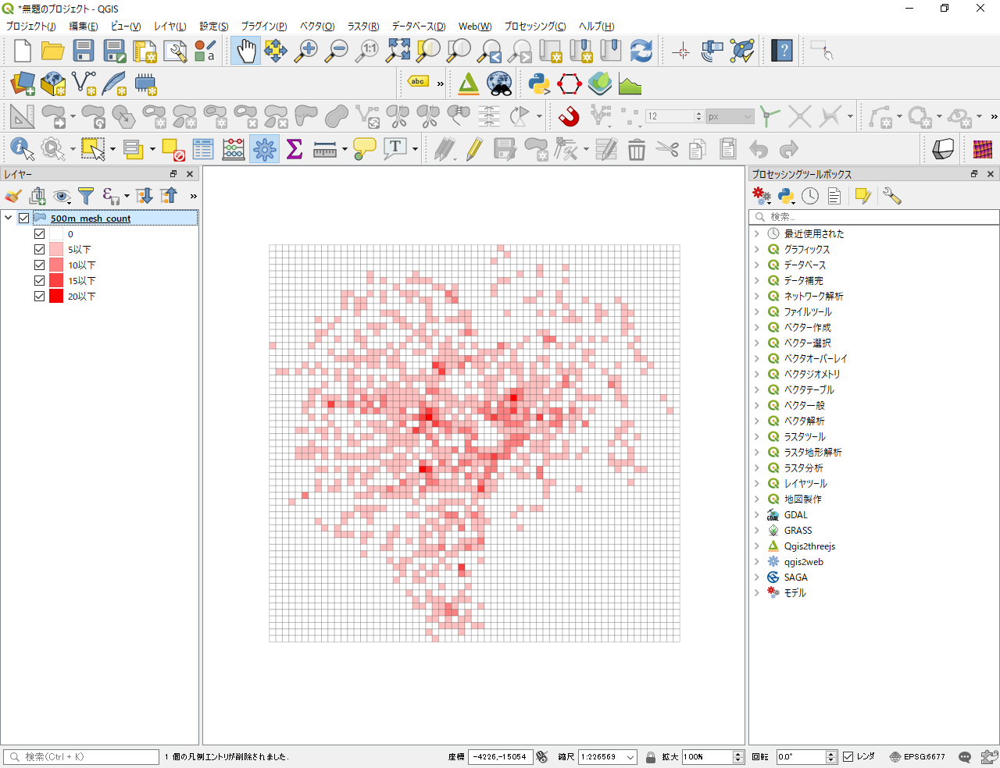 *無題のプロジェクト - QGIS
プロジェクト(J) 編集(E) ビュー(V) レイヤ(L) 設定(S) プラグイン(P) ベクタ(O) ラスタ(R) データベース(D) Web(W) プロセッシング(C) ヘルプ(H)
1:1
a
?
abc »
12 px »
T
レイヤー
ε »
500m_mesh_count
0
5以下
10以下
15以下
20以下
プロセッシングツールボックス
検索...
最近使用された
グラフィックス
データベース
データ補完
ネットワーク解析
ファイルツール
ベクター作成
ベクター選択
ベクタオーバーレイ
ベクタジオメトリ
ベクタテーブル
ベクタ一般
ベクタ解析
ラスタツール
ラスタ地形解析
ラスタ分析
レイヤツール
地図製作
GDAL GDAL
GRASS
Qgis2threejs
qgis2web
SAGA
モデル
検索(Ctrl + K) 1 個の凡例エントリが削除されました. 座標 -4226,-15054 縮尺 1:226569 拡大 100% 回転 0.0° レンダ EPSG:6677